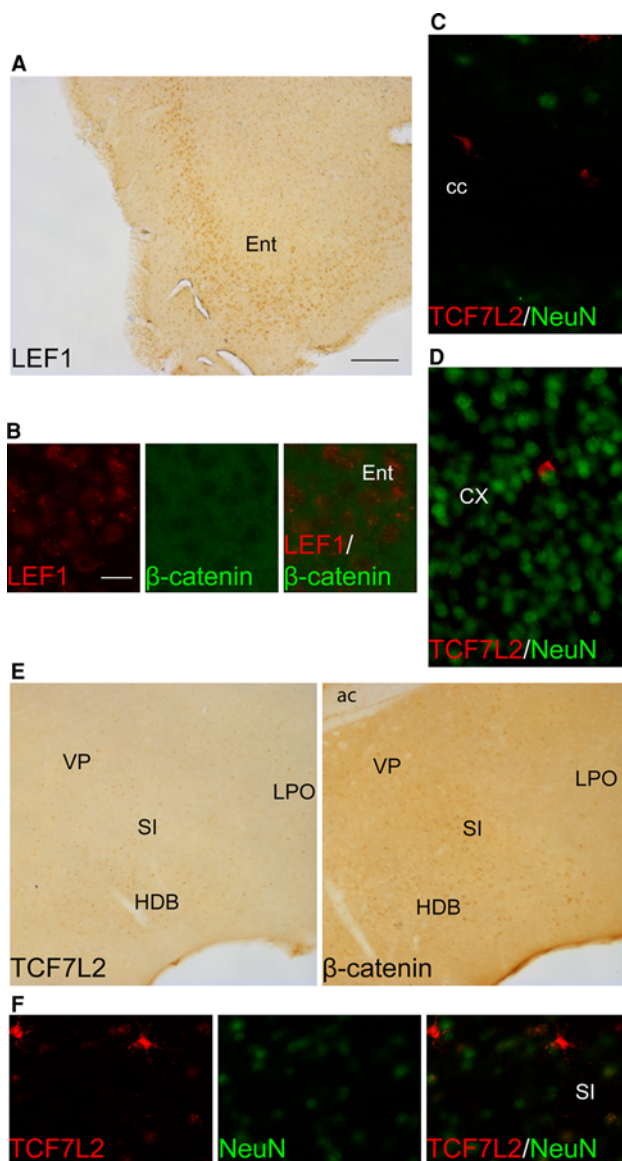 A
Ent
LEF1
B
LEF1
β-catenin
Ent
LEF1/
β-catenin
C
cc
TCF7L2/NeuN
D
CX
TCF7L2/NeuN
E
VP
LPO
SI
HDB
TCF7L2
ac
VP
LPO
SI
HDB
β-catenin
F
TCF7L2
NeuN
SI
TCF7L2/NeuN